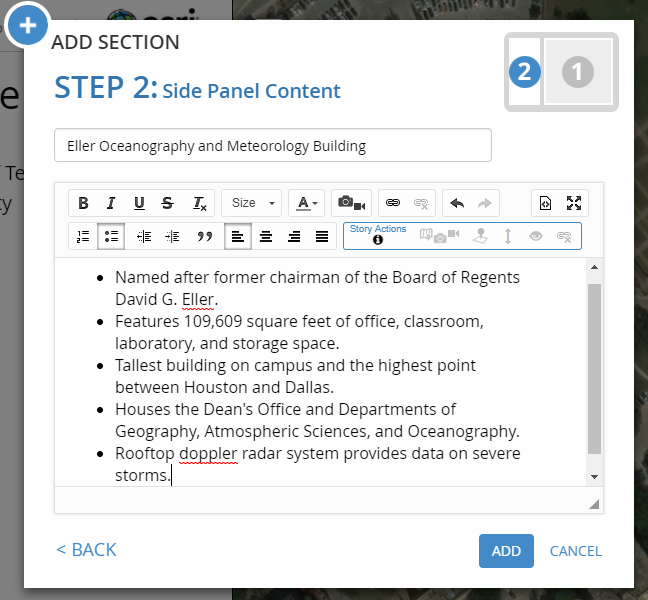 esri
ADD SECTION
STEP 2: Side Panel Content
2 1
e
Te
cy
Eller Oceanography and Meteorology Building
B I U S Tx Size A
Story Actions
Named after former chairman of the Board of Regents
David G. Eller.
Features 109,609 square feet of office, classroom,
laboratory, and storage space.
Tallest building on campus and the highest point
between Houston and Dallas.
Houses the Dean's Office and Departments of
Geography, Atmospheric Sciences, and Oceanography.
Rooftop doppler radar system provides data on severe
storms.
< BACK ADD CANCEL